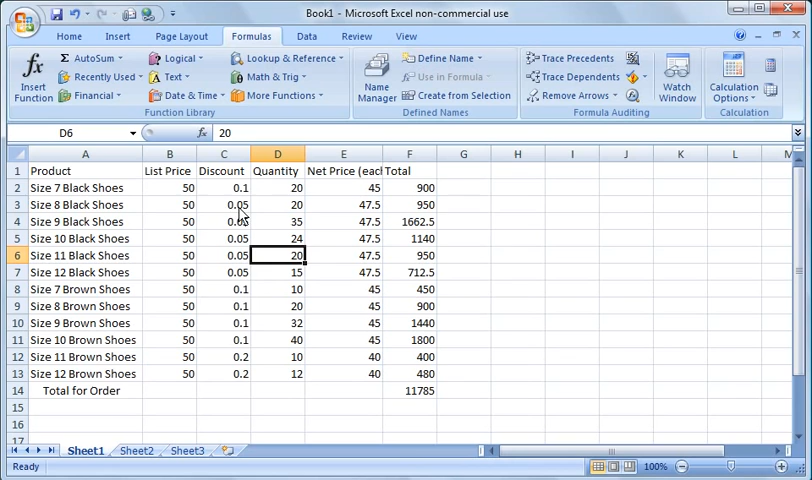 Book1 - Microsoft Excel non-commercial use
Home Insert Page Layout Formulas Data Review View
fx Insert Function
AutoSum Recently Used Financial
Logical Text Date & Time
Lookup & Reference Math & Trig More Functions
Function Library
Name Manager
Define Name Use in Formula Create from Selection
Defined Names
Trace Precedents Trace Dependents Remove Arrows
Formula Auditing
Watch Window
Calculation Options
Calculation
D6 fx 20
A B C D E F G H I J K L M
1 Product List Price Discount Quantity Net Price (each Total
2 Size 7 Black Shoes 50 0.1 20 45 900
3 Size 8 Black Shoes 50 0.05 20 47.5 950
4 Size 9 Black Shoes 50 0.05 35 47.5 1662.5
5 Size 10 Black Shoes 50 0.05 24 47.5 1140
6 Size 11 Black Shoes 50 0.05 20 47.5 950
7 Size 12 Black Shoes 50 0.05 15 47.5 712.5
8 Size 7 Brown Shoes 50 0.1 10 45 450
9 Size 8 Brown Shoes 50 0.1 20 45 900
10 Size 9 Brown Shoes 50 0.1 32 45 1440
11 Size 10 Brown Shoes 50 0.1 40 45 1800
12 Size 11 Brown Shoes 50 0.2 10 40 400
13 Size 12 Brown Shoes 50 0.2 12 40 480
14 Total for Order 11785
15
16
17
Sheet1 Sheet2 Sheet3
Ready 100%